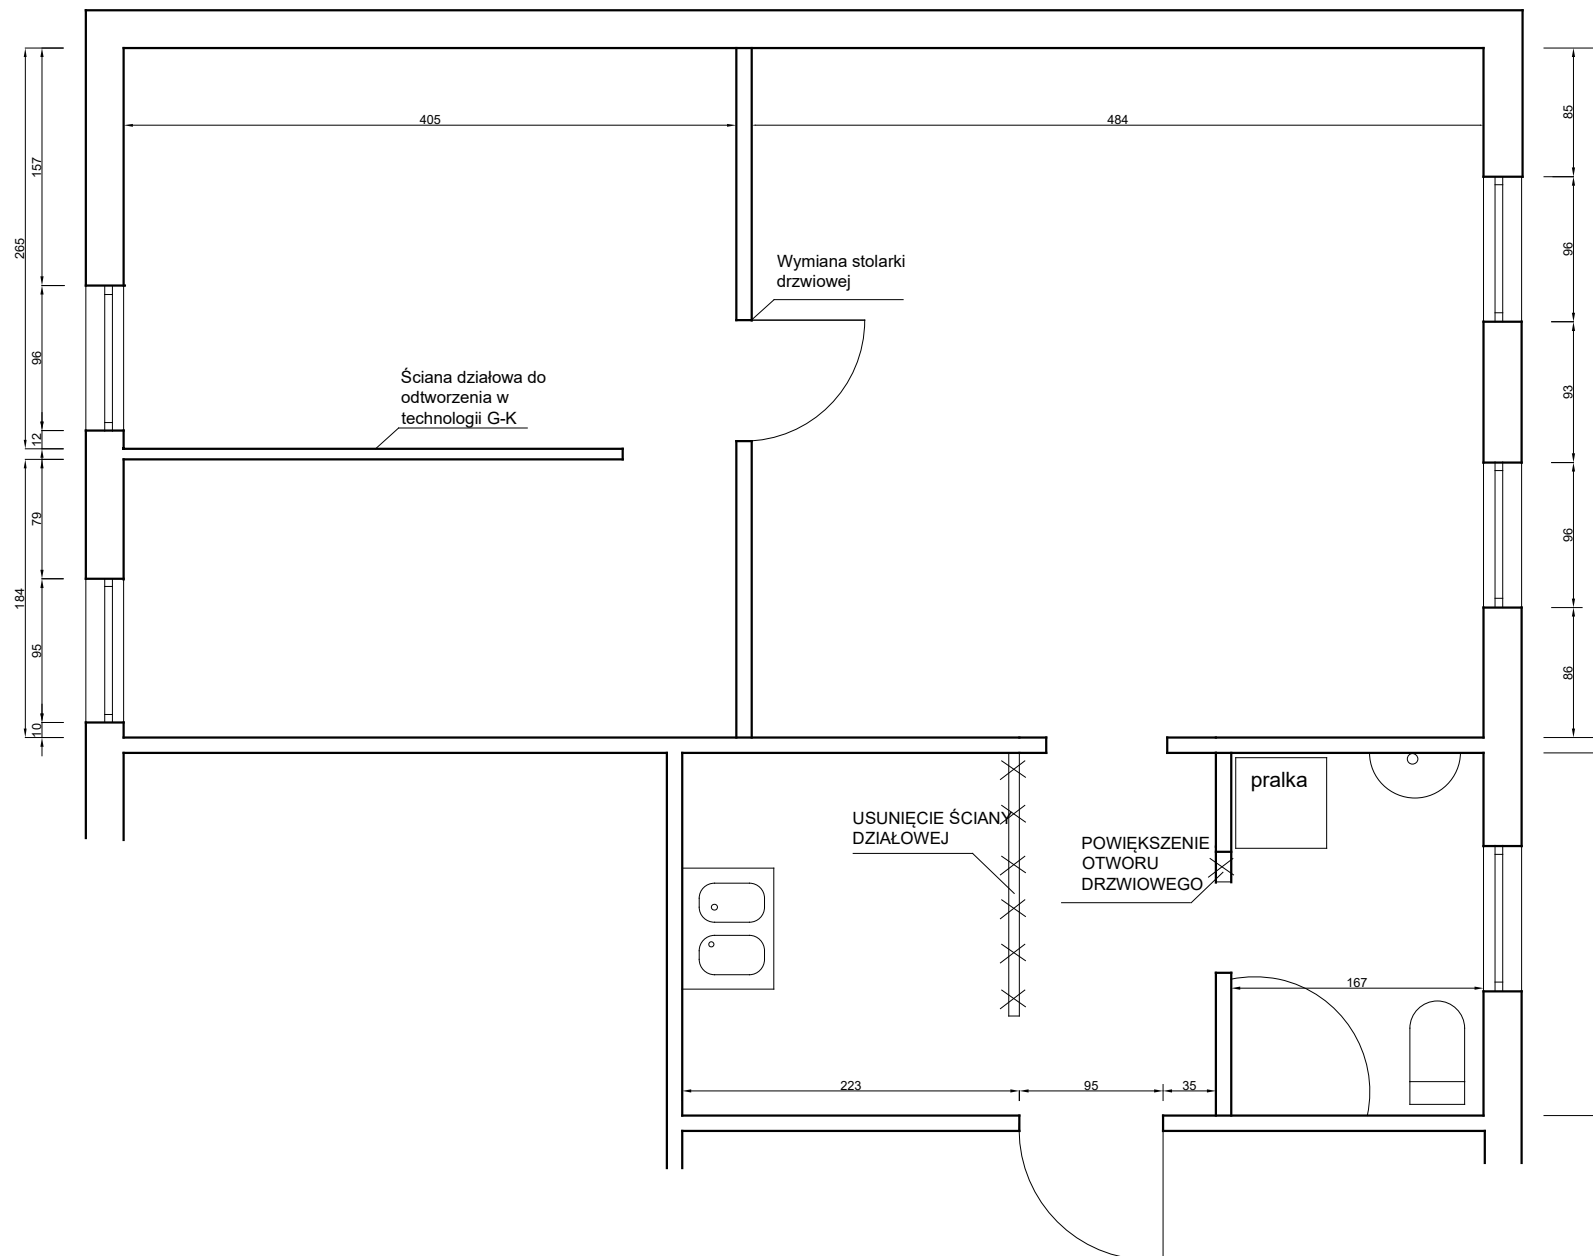 405
484
85
157
265
96
96
12
93
79
96
184
95
86
10
Wymiana stolarki
drzwiowej
Ściana działowa do
odtworzenia w
technologii G-K
pralka
USUNIĘCIE ŚCIANY
DZIAŁOWEJ
POWIĘKSZENIE
OTWORU
DRZWIOWEGO
167
223
95
35